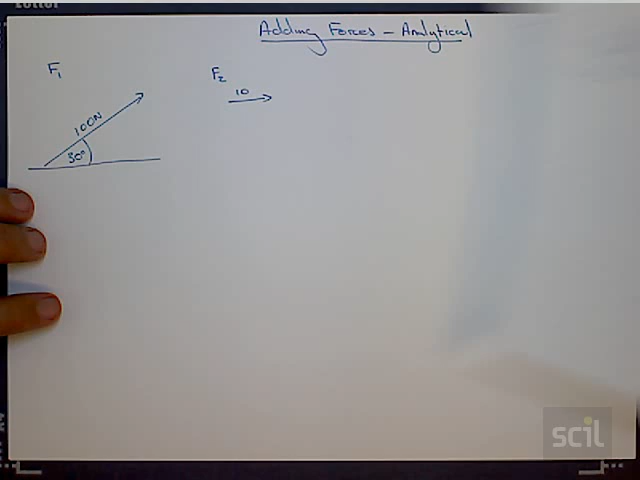 Adding Forces - Analytical
F₁
F₂
10
100N
30°
scil